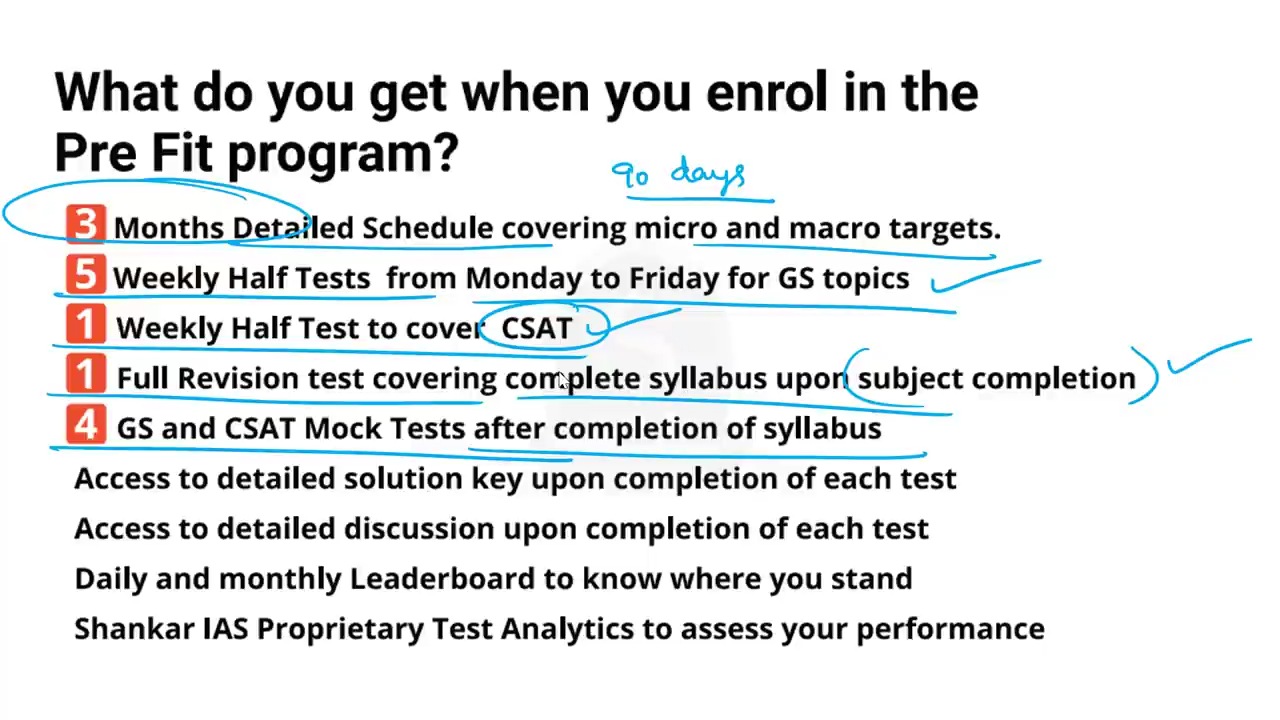 What do you get when you enrol in the
Pre Fit program?
90 days
3 Months Detailed Schedule covering micro and macro targets.
5 Weekly Half Tests from Monday to Friday for GS topics
1 Weekly Half Test to cover CSAT
1 Full Revision test covering complete syllabus upon subject completion
4 GS and CSAT Mock Tests after completion of syllabus
Access to detailed solution key upon completion of each test
Access to detailed discussion upon completion of each test
Daily and monthly Leaderboard to know where you stand
Shankar IAS Proprietary Test Analytics to assess your performance